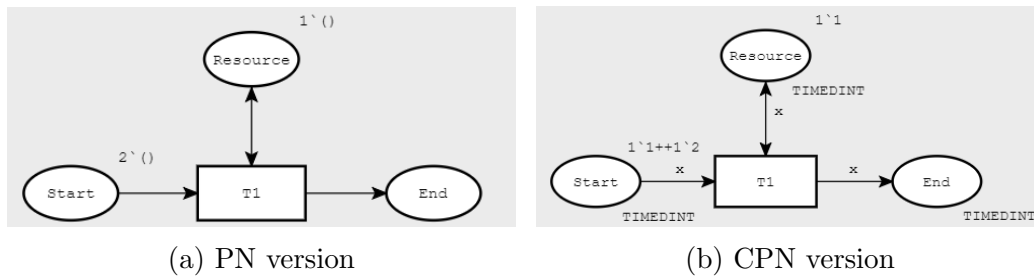 1`()
Resource
2`()
Start
T1
End
(a) PN version
1`1
Resource
TIMEDINT
x
1`1++1`2
Start
x
T1
x
End
TIMEDINT
TIMEDINT
(b) CPN version